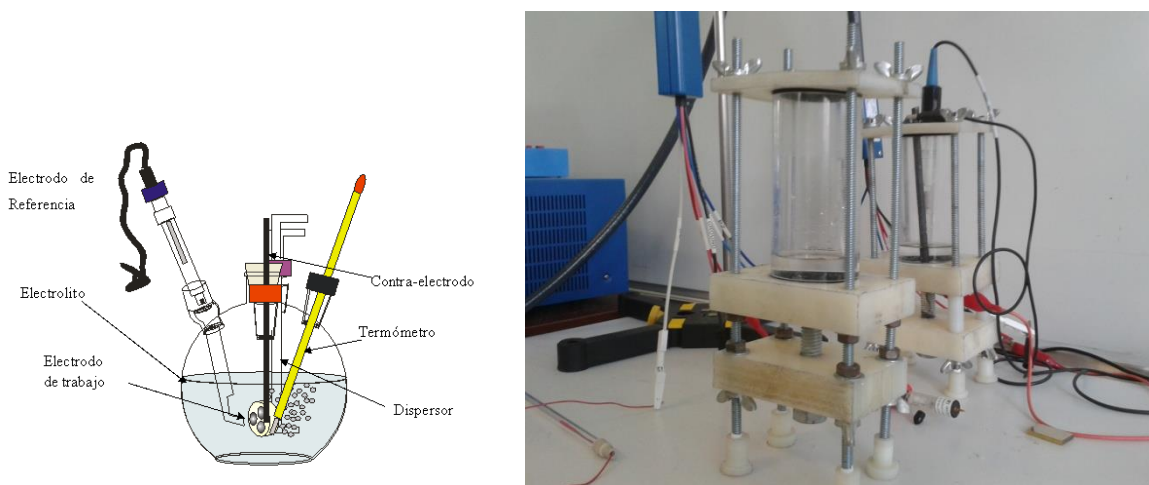 Electrodo de
Referencia
Electrolito
Electrodo
de trabajo
Contra-electrodo
Termómetro
Dispersor